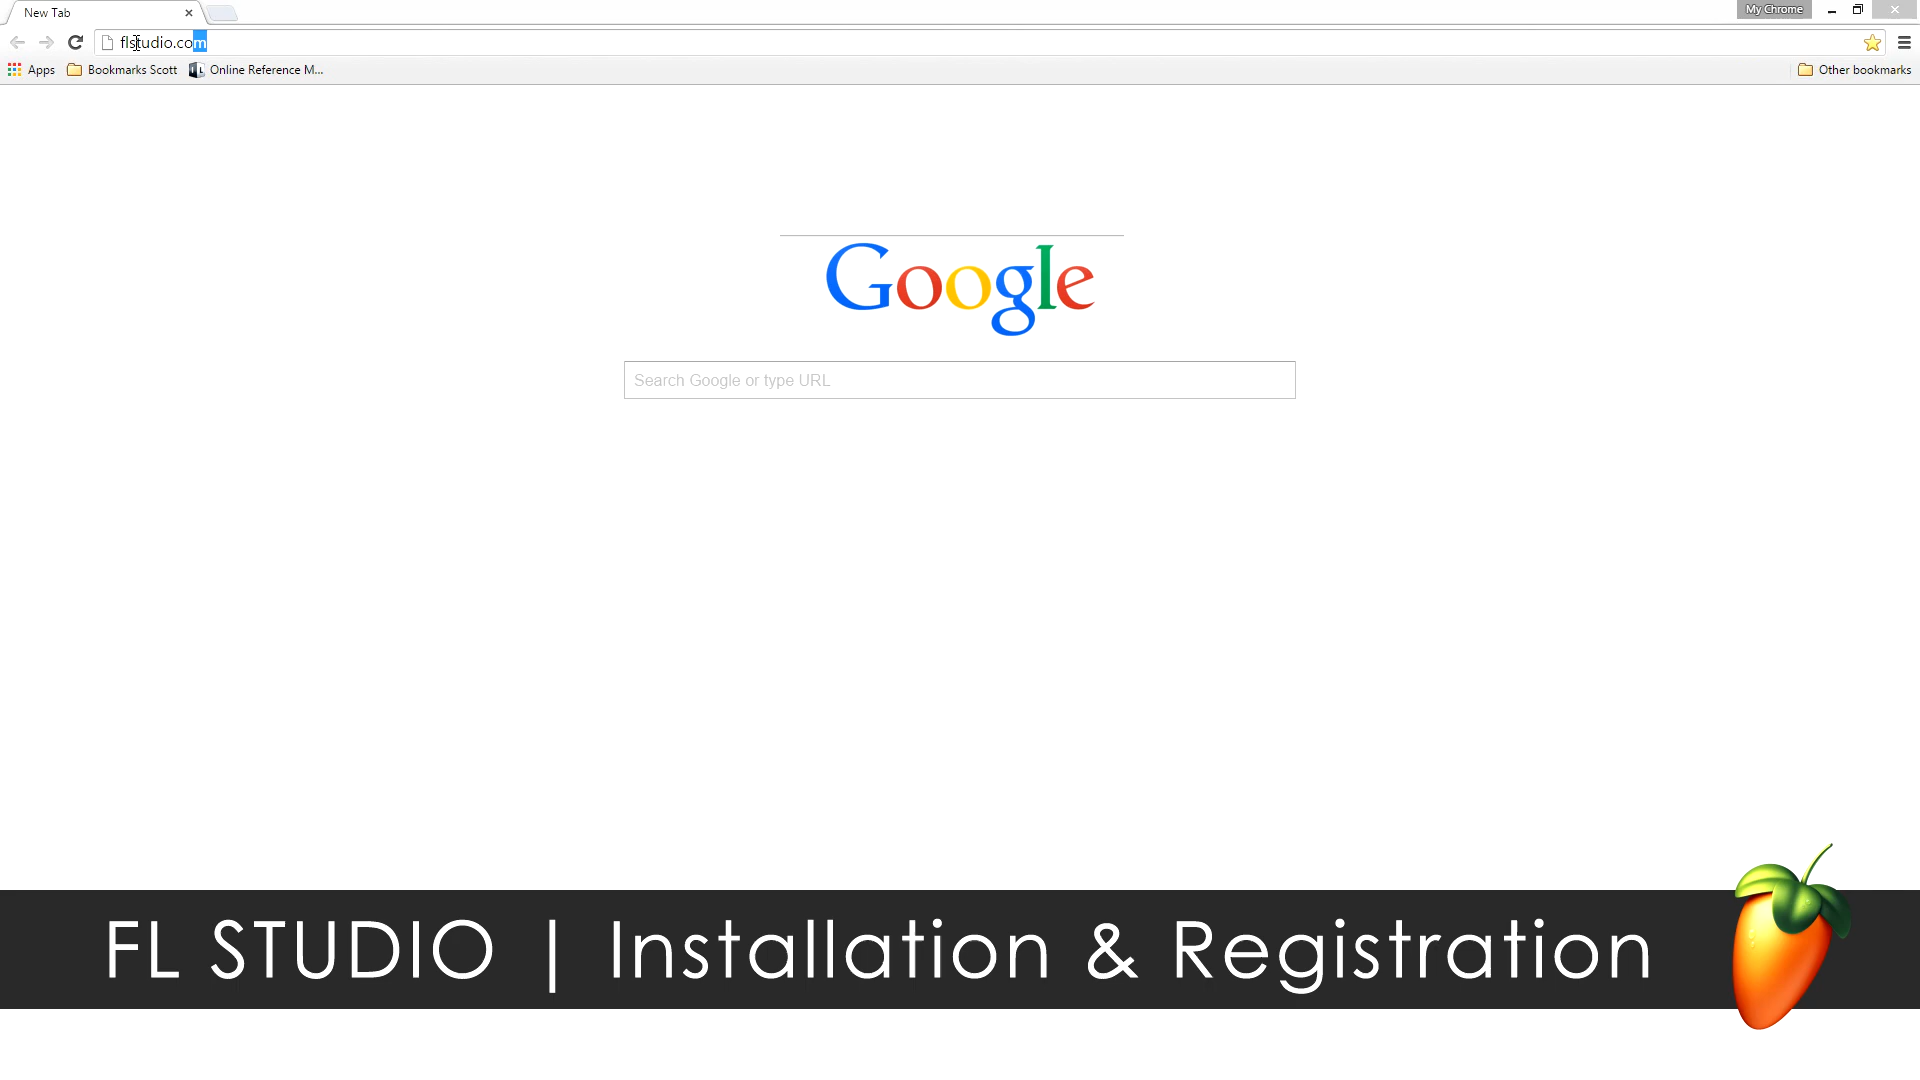 New Tab
My Chrome
flstudio.com
Apps
Bookmarks Scott
Online Reference M...
Other bookmarks
Google
Search Google or type URL
FL STUDIO | Installation & Registration